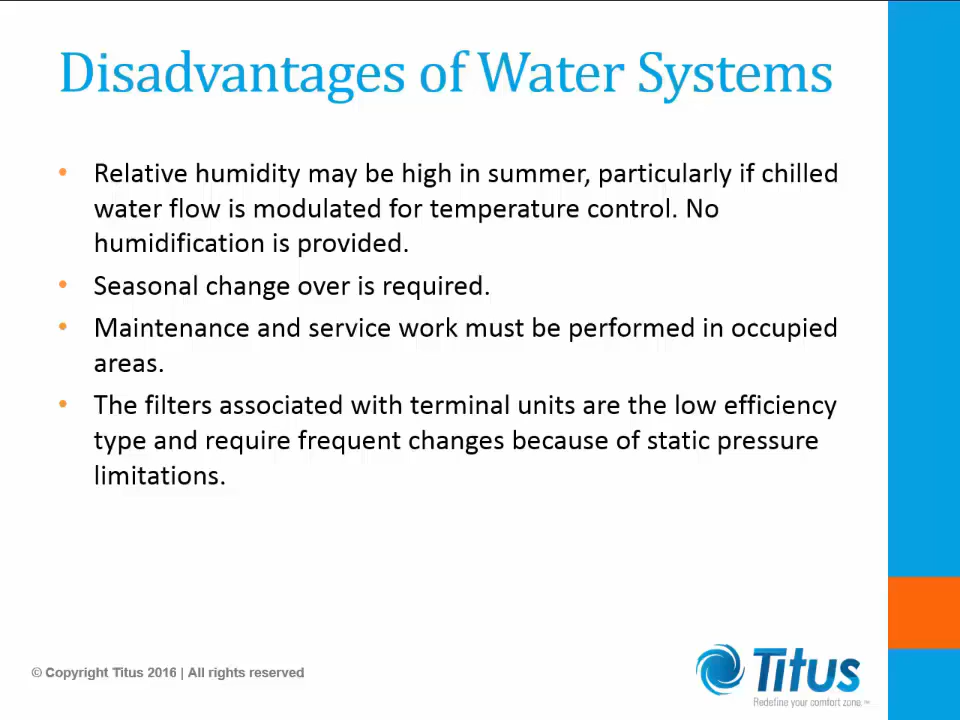 Disadvantages of Water Systems
• Relative humidity may be high in summer, particularly if chilled
water flow is modulated for temperature control. No
humidification is provided.
• Seasonal change over is required.
• Maintenance and service work must be performed in occupied
areas.
• The filters associated with terminal units are the low efficiency
type and require frequent changes because of static pressure
limitations.
© Copyright Titus 2016 | All rights reserved
Titus
Redefine your comfort zone.™